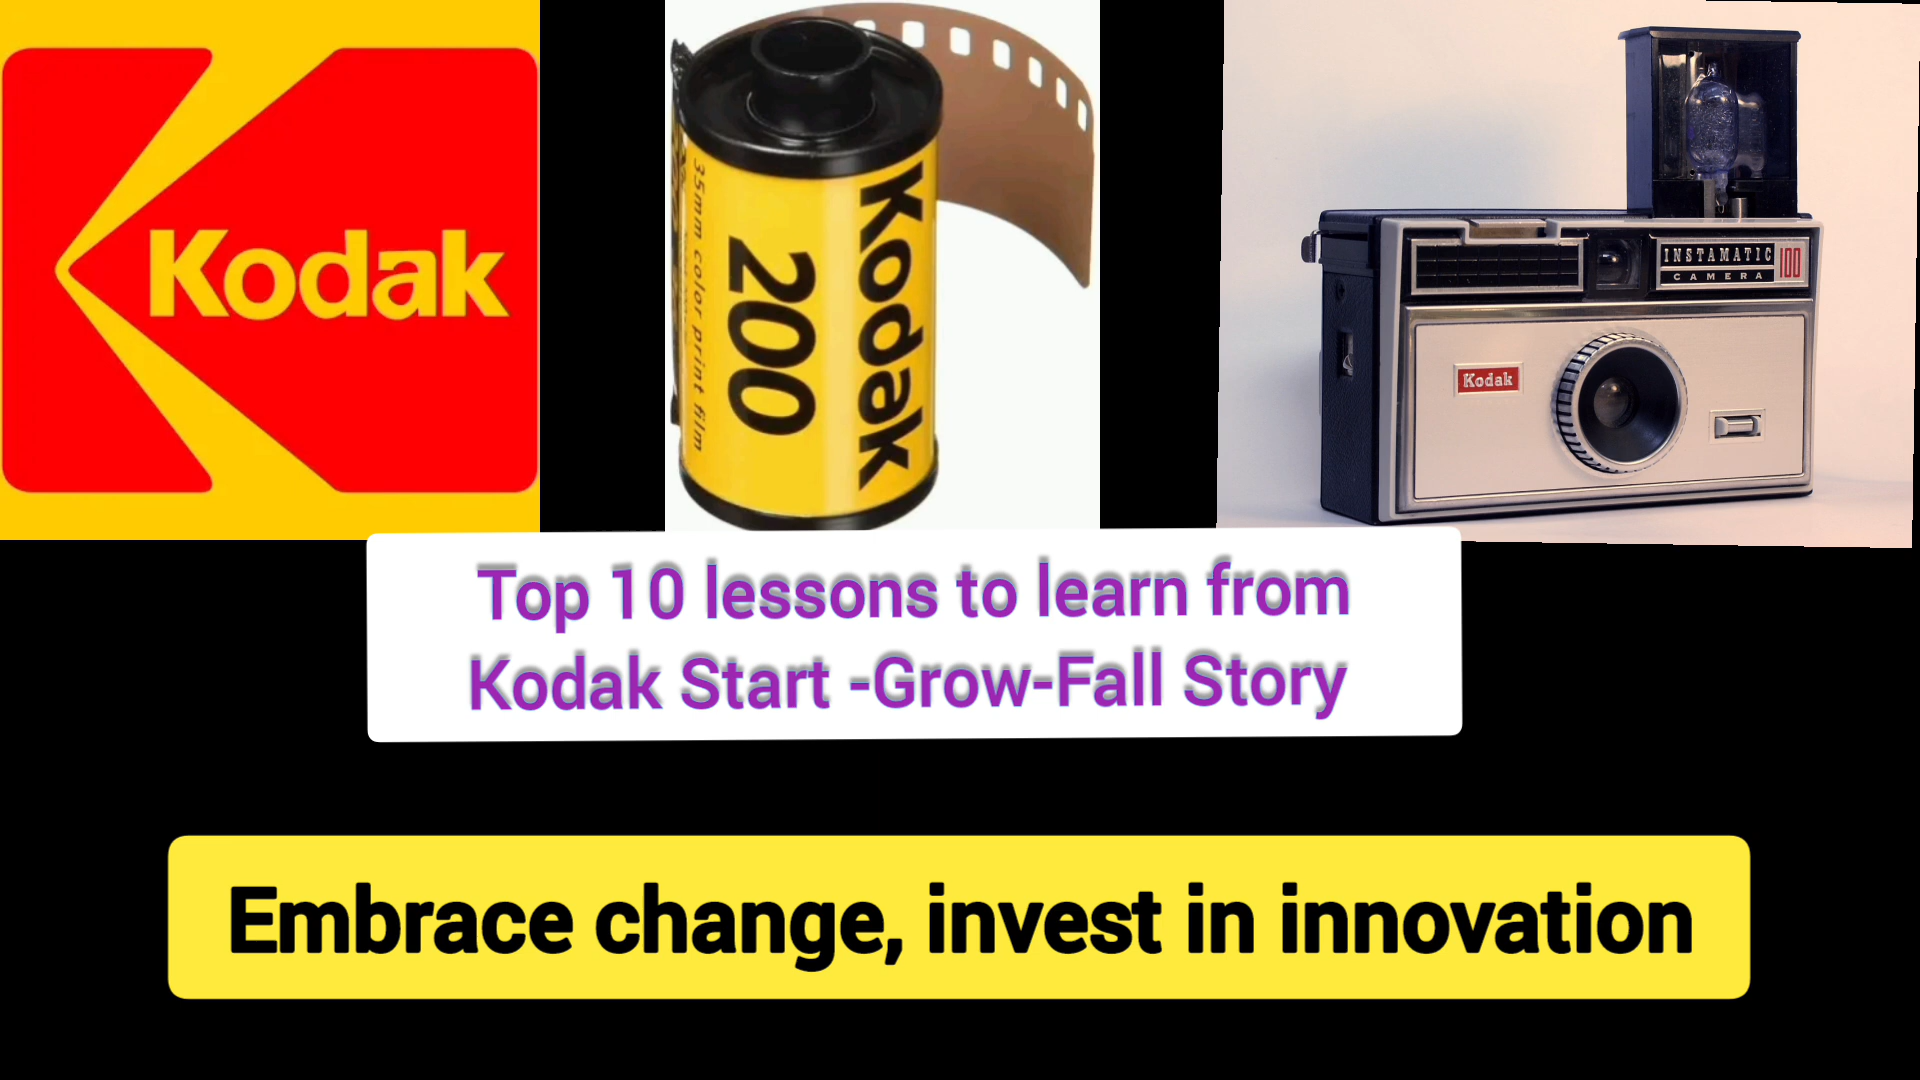 Kodak
Kodak
200
35mm color print film
INSTAMATIC
CAMERA
100
Kodak
Top 10 lessons to learn from
Kodak Start -Grow-Fall Story
Embrace change, invest in innovation